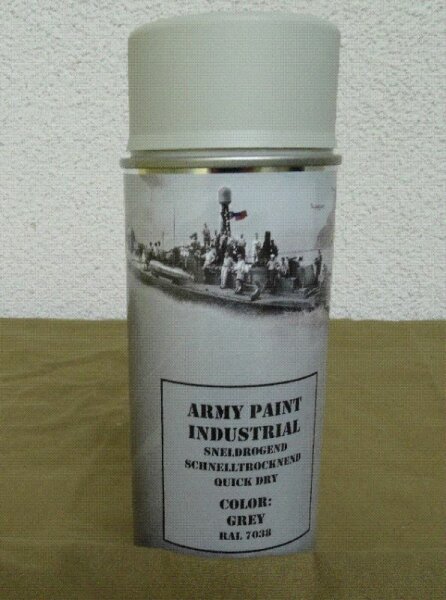 ARMY PAINT
INDUSTRIAL
SNELDROGEND
SCHNELLTROCKNEND
QUICK DRY
COLOR:
GREY
RAL 7038